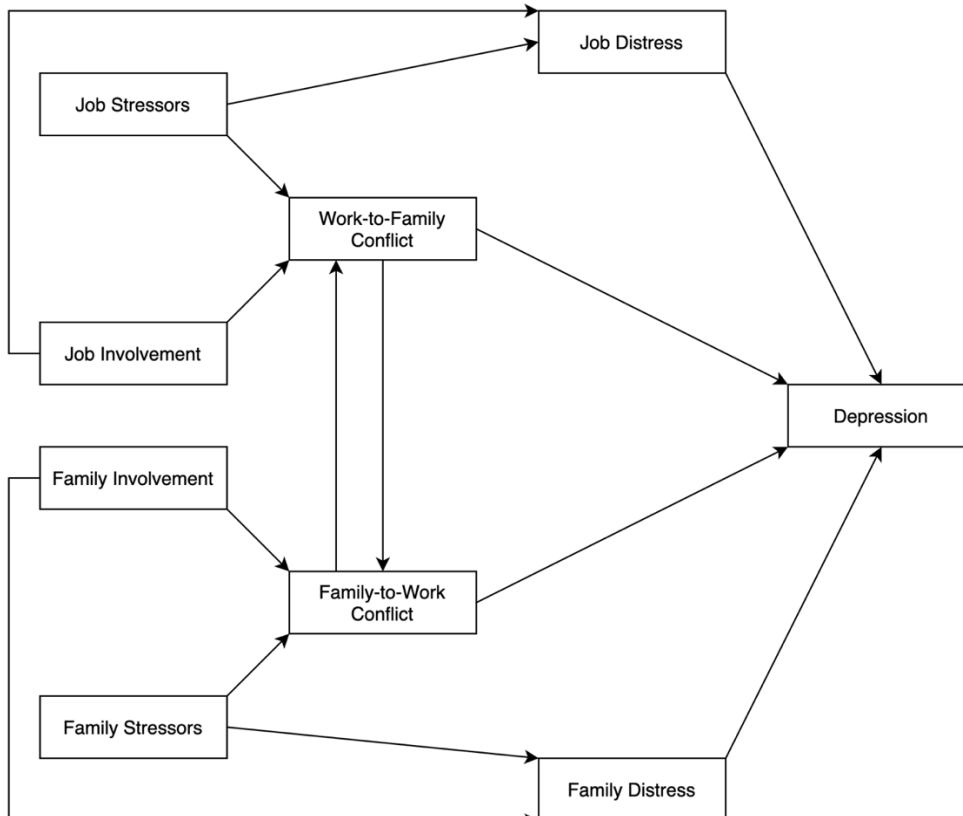 Job Distress
Job Stressors
Work-to-Family
Conflict
Job Involvement
Depression
Family Involvement
Family-to-Work
Conflict
Family Stressors
Family Distress